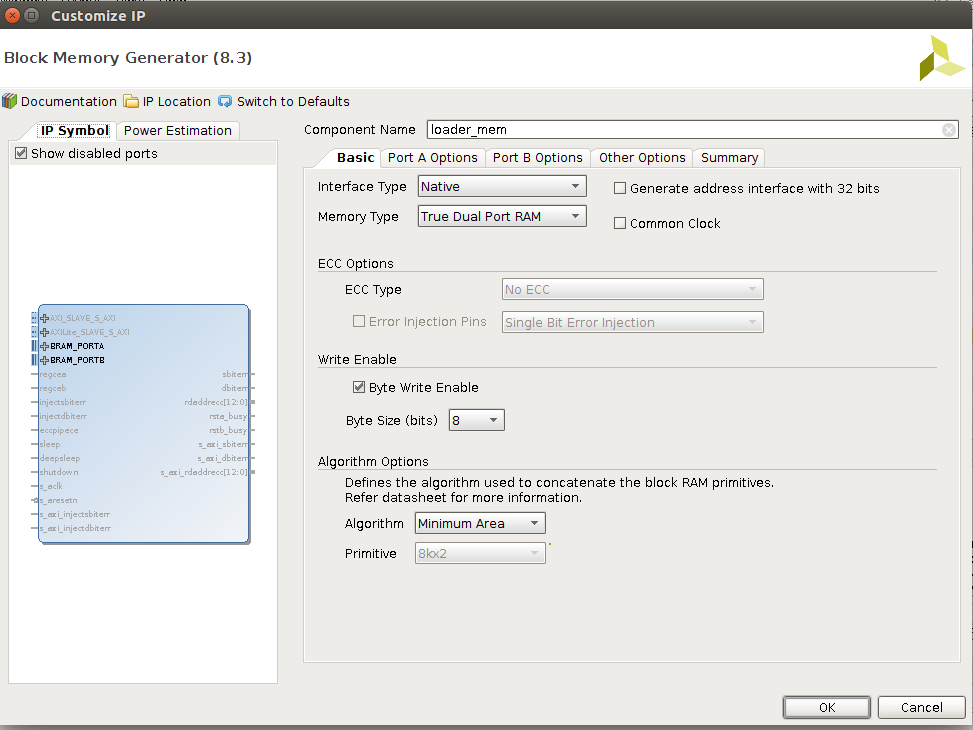 Customize IP
Block Memory Generator (8.3)
Documentation IP Location Switch to Defaults
IP Symbol Power Estimation
Show disabled ports
AXI_SLAVE_S_AXI
AXILite_SLAVE_S_AXI
BRAM_PORTA
BRAM_PORTB
regcea sbiterr
regceb dbiterr
injectsbiterr rdaddrecc[12:0]
injectdbiterr rsta_busy
eccpipece rstb_busy
sleep s_axi_sbiterr
deepsleep s_axi_dbiterr
shutdown s_axi_rdaddrecc[12:0]
s_aclk
s_aresetn
s_axi_injectsbiterr
s_axi_injectdbiterr
Component Name loader_mem
Basic Port A Options Port B Options Other Options Summary
Interface Type Native Generate address interface with 32 bits
Memory Type True Dual Port RAM Common Clock
ECC Options
ECC Type No ECC
Error Injection Pins Single Bit Error Injection
Write Enable
Byte Write Enable
Byte Size (bits) 8
Algorithm Options
Defines the algorithm used to concatenate the block RAM primitives.
Refer datasheet for more information.
Algorithm Minimum Area
Primitive 8kx2
OK Cancel